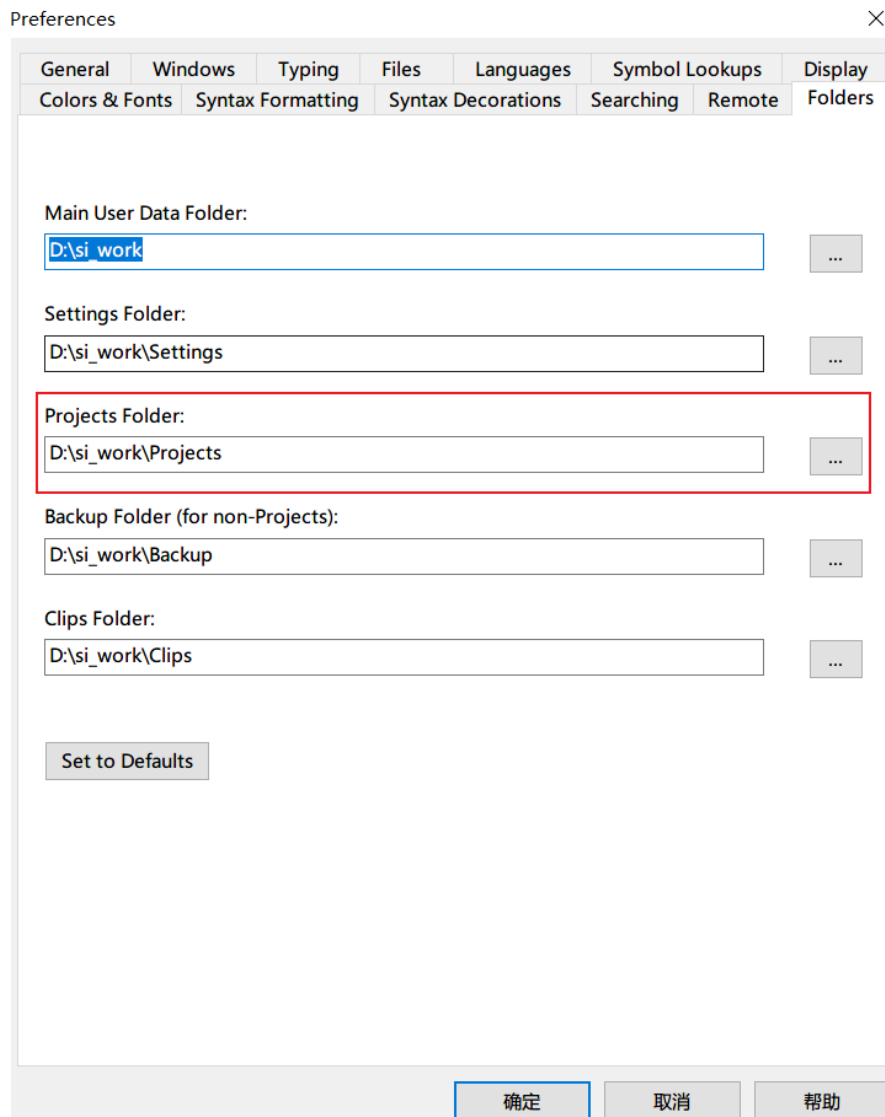 Preferences
General Windows Typing Files Languages Symbol Lookups Display
Colors & Fonts Syntax Formatting Syntax Decorations Searching Remote Folders
Main User Data Folder:
D:\si_work
...
Settings Folder:
D:\si_work\Settings
...
Projects Folder:
D:\si_work\Projects
...
Backup Folder (for non-Projects):
D:\si_work\Backup
...
Clips Folder:
D:\si_work\Clips
...
Set to Defaults
确定 取消 帮助